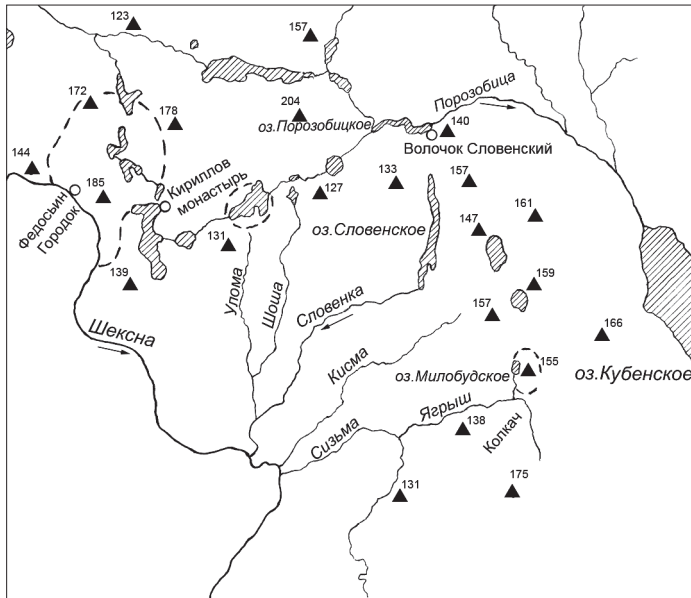 123
157
172
178
204
оз.Порозобицкое
Порозобица
140
Волочок Словенский
144
185
Федосьин
Городок
Кириллов
монастырь
127
133
157
оз.Словенское
147
161
131
139
Улома
Шоша
Словенка
159
157
166
Шексна
Кисма
155
оз.Милобудское
оз.Кубенское
Ягрыш
138
Колкач
Сизьма
131
175